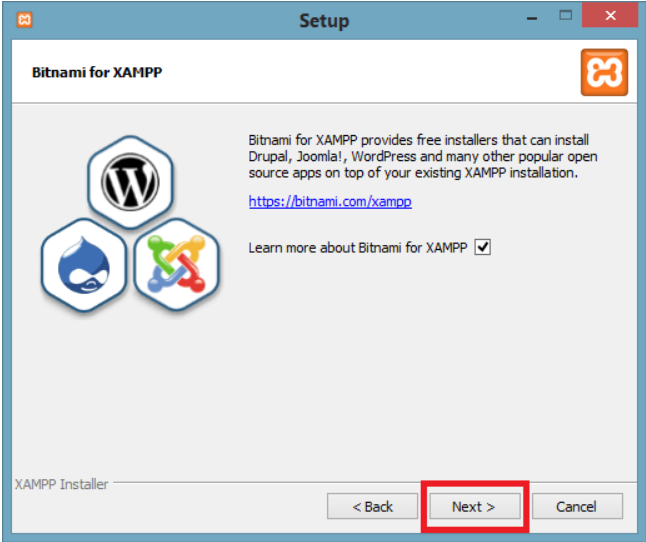 Setup
Bitnami for XAMPP
Bitnami for XAMPP provides free installers that can install
Drupal, Joomla!, WordPress and many other popular open
source apps on top of your existing XAMPP installation.
https://bitnami.com/xampp
Learn more about Bitnami for XAMPP
XAMPP Installer
< Back
Next >
Cancel